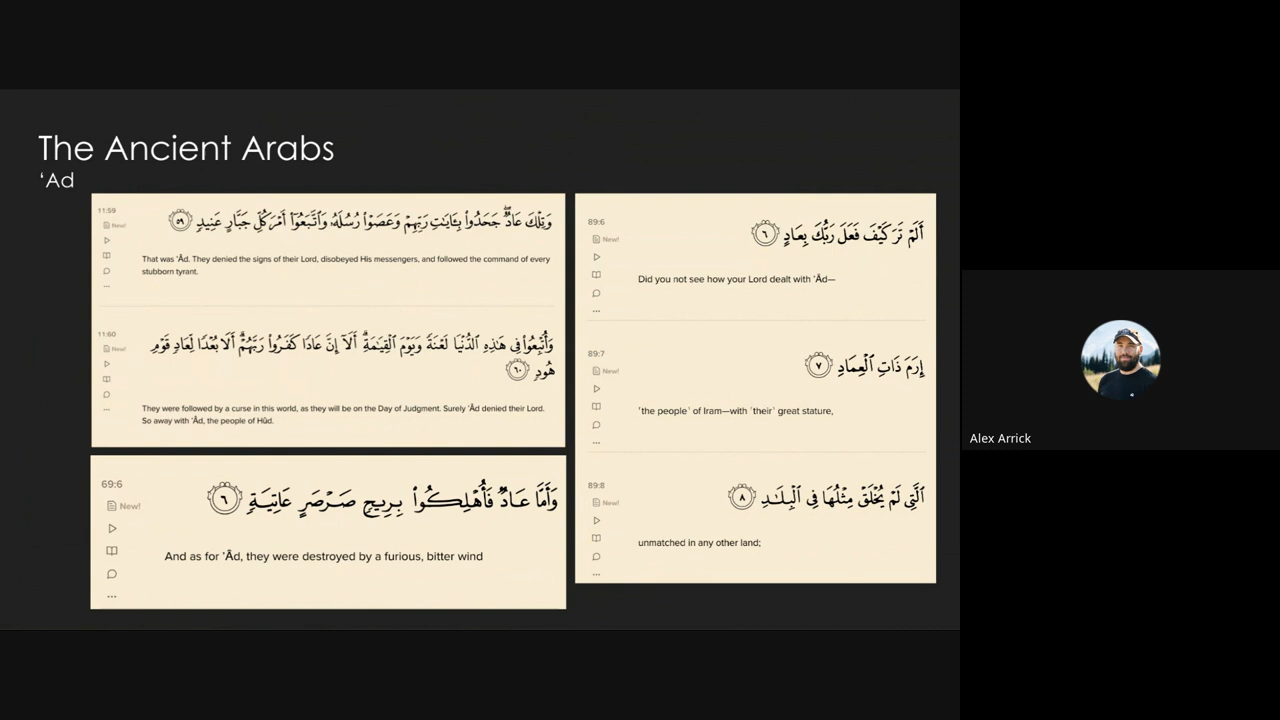 The Ancient Arabs
‘Ad
11:59
وَتِلْكَ عَادٌ ۖ جَحَدُوا۟ بِـَٔايَـٰتِ رَبِّهِمْ وَعَصَوْا۟ رُسُلَهُۥ وَٱتَّبَعُوٓا۟ أَمْرَ كُلِّ جَبَّارٍ عَنِيدٍ ٥٩
New!
That was ˹Âd. They denied the signs of their Lord, disobeyed His messengers, and followed the command of every
stubborn tyrant.
...
11:60
وَأُتْبِعُوا۟ فِى هَـٰذِهِ ٱلدُّنْيَا لَعْنَةً وَيَوْمَ ٱلْقِيَـٰمَةِ ۗ أَلَآ إِنَّ عَادًا كَفَرُوا۟ رَبَّهُمْ ۗ أَلَا بُعْدًا لِّعَادٍ قَوْمِ
هُودٍ ٦٠
New!
They were followed by a curse in this world, as they will be on the Day of Judgment. Surely ’Âd denied their Lord.
So away with ’Âd, the people of Hûd.
...
69:6
وَأَمَّا عَادٌ فَأُهْلِكُوا۟ بِرِيحٍ صَرْصَرٍ عَاتِيَةٍ ٦
New!
And as for ’Âd, they were destroyed by a furious, bitter wind
...
89:6
أَلَمْ تَرَ كَيْفَ فَعَلَ رَبُّكَ بِعَادٍ ٦
New!
Did you not see how your Lord dealt with ’Âd—
...
89:7
إِرَمَ ذَاتِ ٱلْعِمَادِ ٧
New!
˹the people˺ of Iram—with ˹their˺ great stature,
...
89:8
ٱلَّتِى لَمْ يُخْلَقْ مِثْلُهَا فِى ٱلْبِلَـٰدِ ٨
New!
unmatched in any other land;
...
Alex Arrick